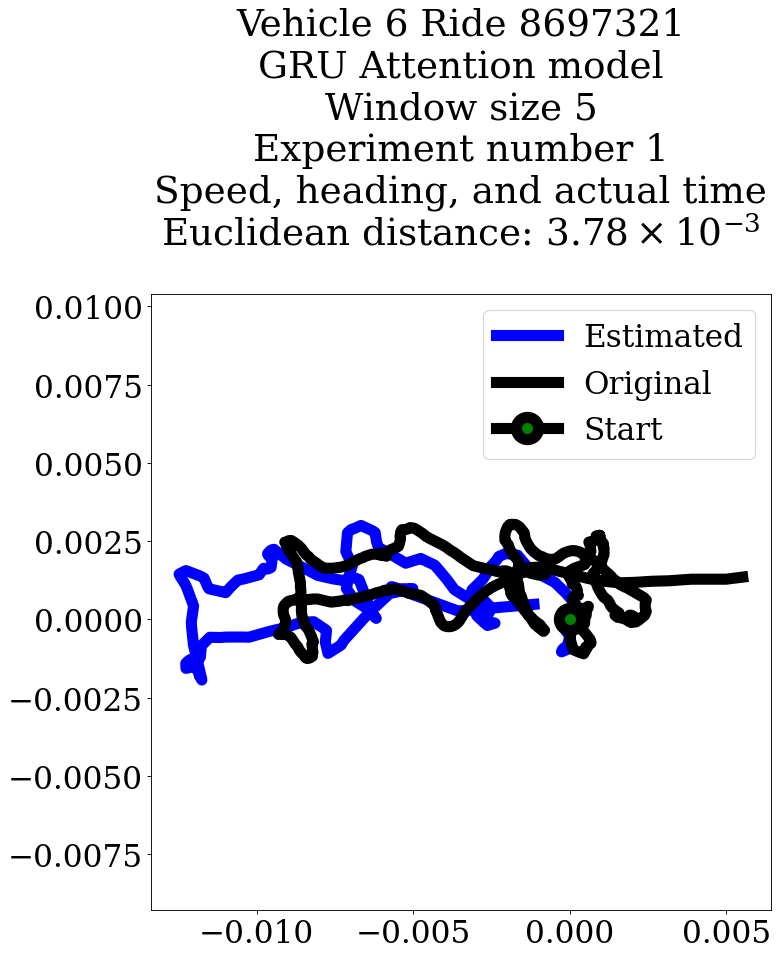 Vehicle 6 Ride 8697321
GRU Attention model
Window size 5
Experiment number 1
Speed, heading, and actual time
Euclidean distance: 3.78 × 10⁻³
Estimated
Original
Start
0.0100
0.0075
0.0050
0.0025
0.0000
−0.0025
−0.0050
−0.0075
−0.010
−0.005
0.000
0.005